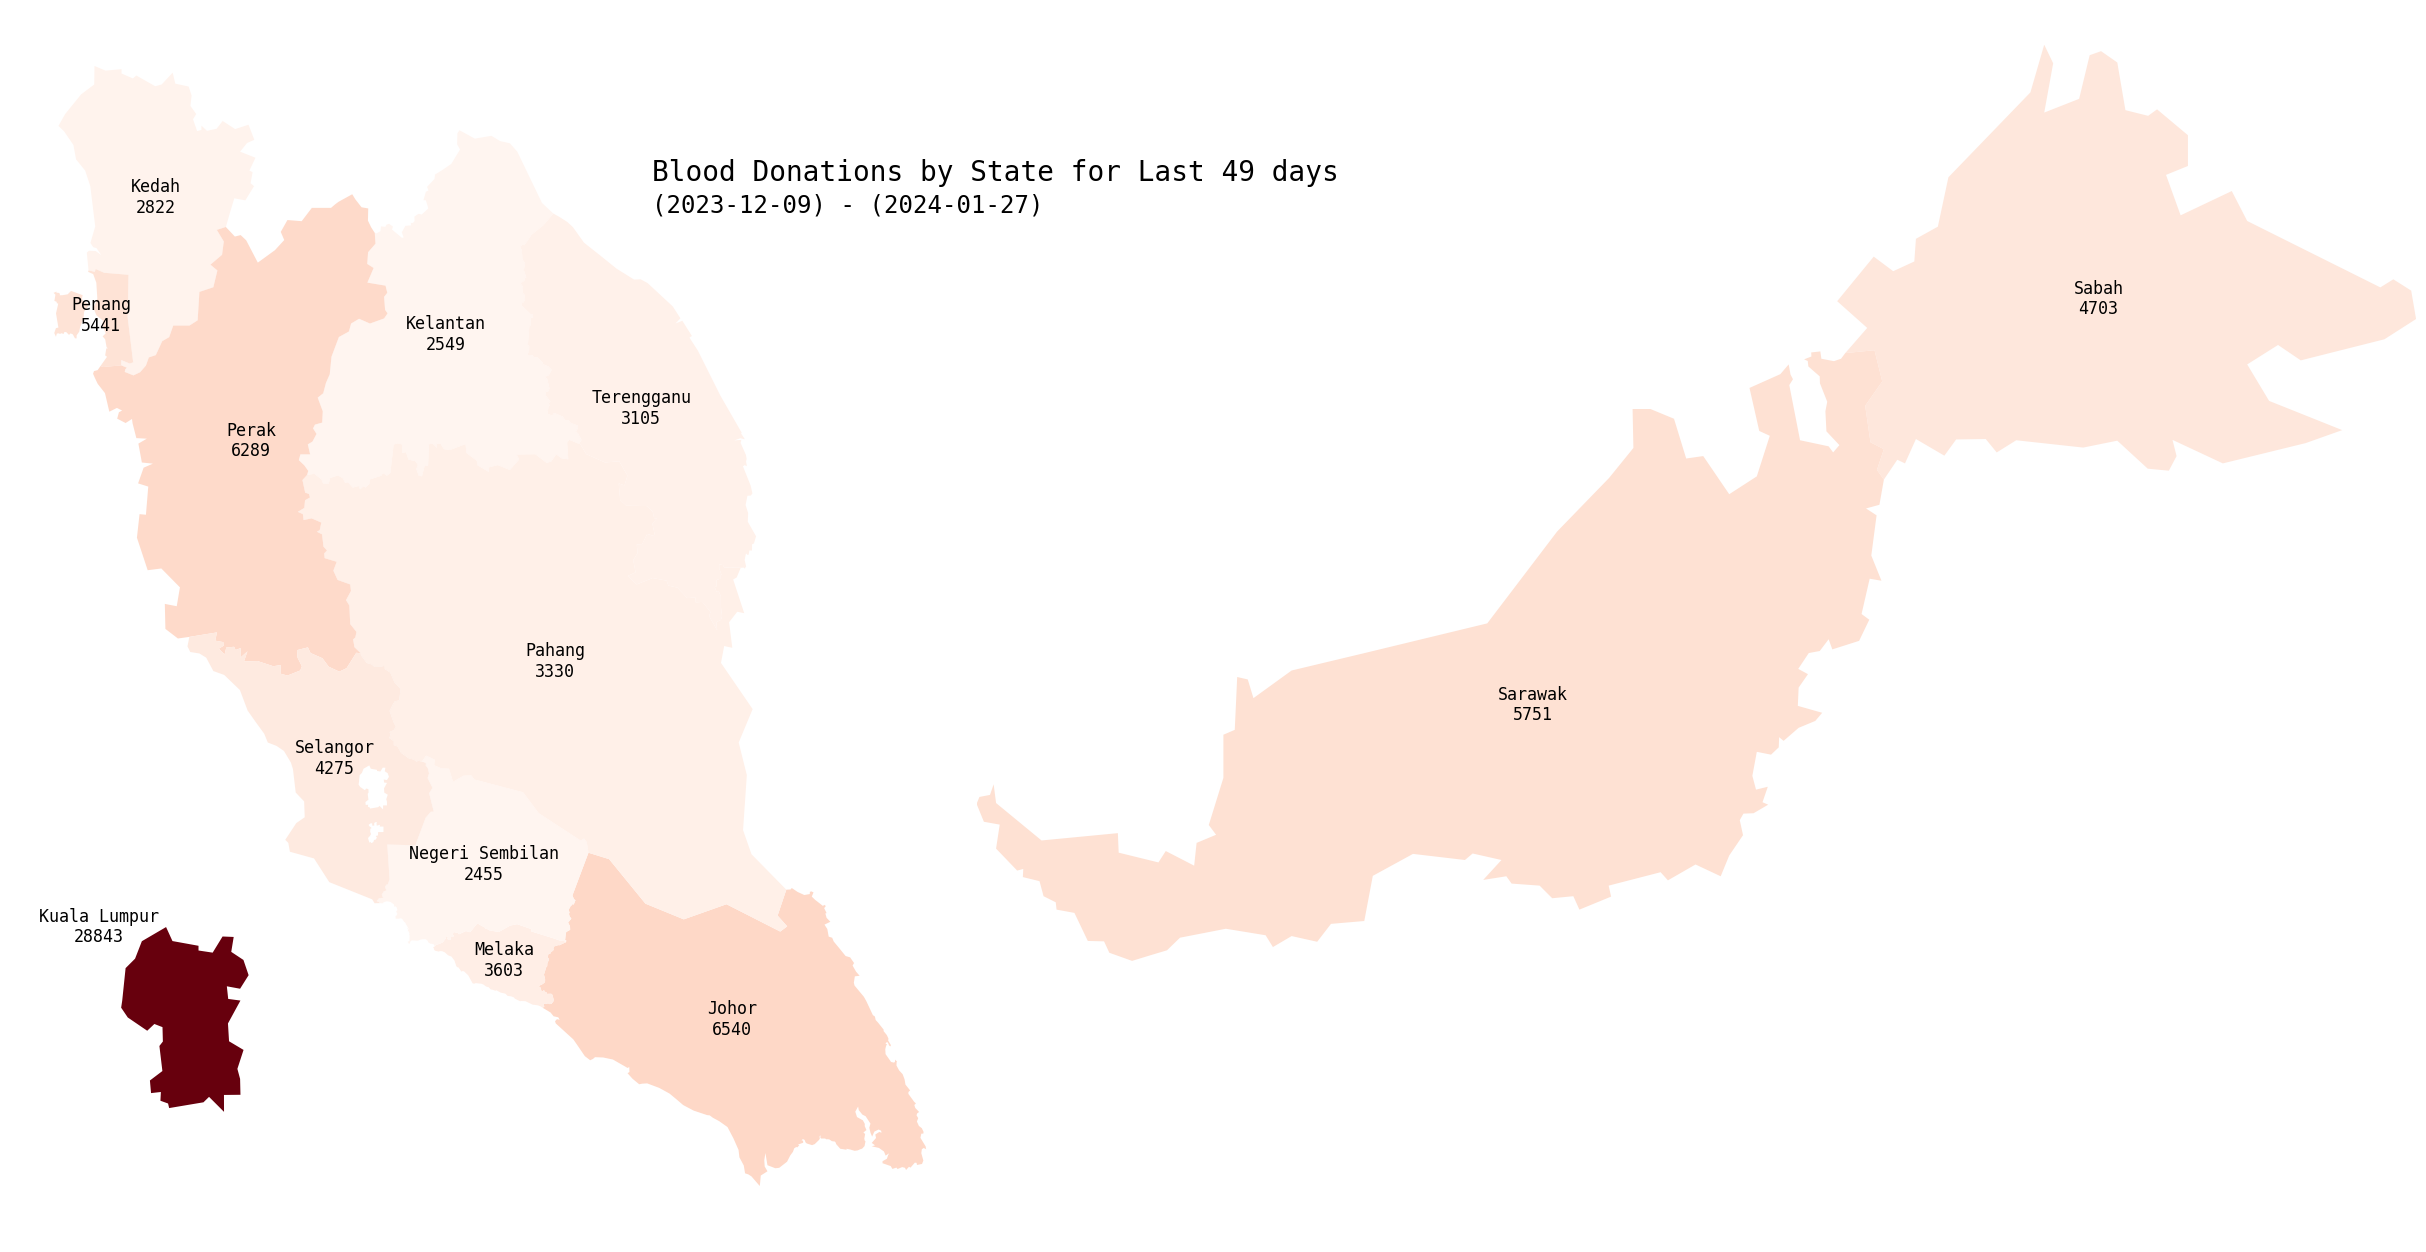 Blood Donations by State for Last 49 days
(2023-12-09) - (2024-01-27)
Kedah
2822
Penang
5441
Perak
6289
Kelantan
2549
Terengganu
3105
Pahang
3330
Selangor
4275
Negeri Sembilan
2455
Kuala Lumpur
28843
Melaka
3603
Johor
6540
Sabah
4703
Sarawak
5751